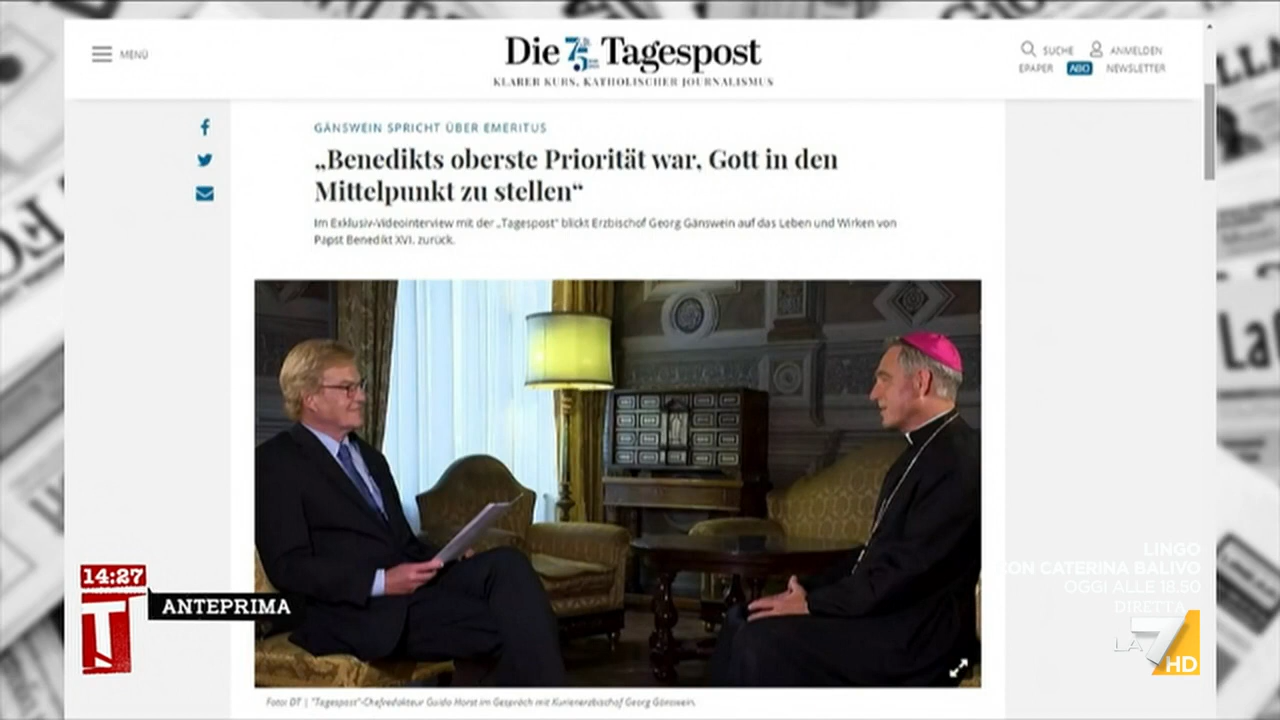 MENÜ
Die 75 Tagespost
KLARER KURS, KATHOLISCHER JOURNALISMUS
SUCHE ANMELDEN
EPAPER ABO NEWSLETTER
GÄNSWEIN SPRICHT ÜBER EMERITUS
„Benedikts oberste Priorität war, Gott in den
Mittelpunkt zu stellen“
Im Exklusiv-Videointerview mit der „Tagespost“ blickt Erzbischof Georg Gänswein auf das Leben und Wirken von
Papst Benedikt XVI. zurück.
Foto: DT | "Tagespost"-Chefredakteur Guido Horst im Gespräch mit Kurienerzbischof Georg Gänswein.
14:27
T
ANTEPRIMA
LINGO
CON CATERINA BALIVO
OGGI ALLE 18.50
DIRETTA
LA7
HD